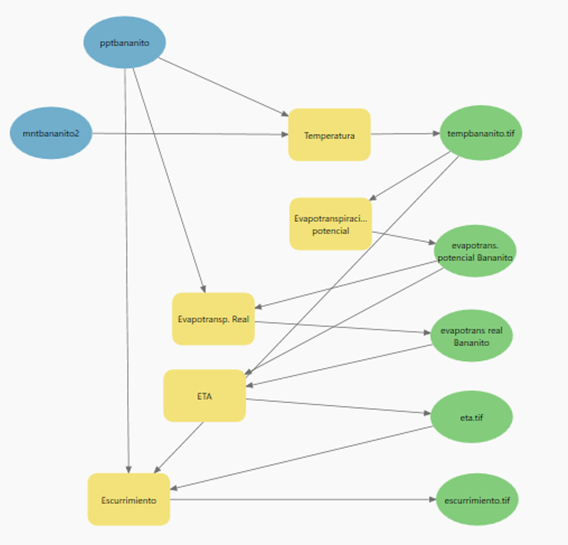 pptbananito
mntbananito2
Temperatura
tempbananito.tif
Evapotranspiraci...
potencial
evapotrans.
potencial Bananito
Evapotransp. Real
evapotrans real
Bananito
ETA
eta.tif
Escurrimiento
escurrimiento.tif